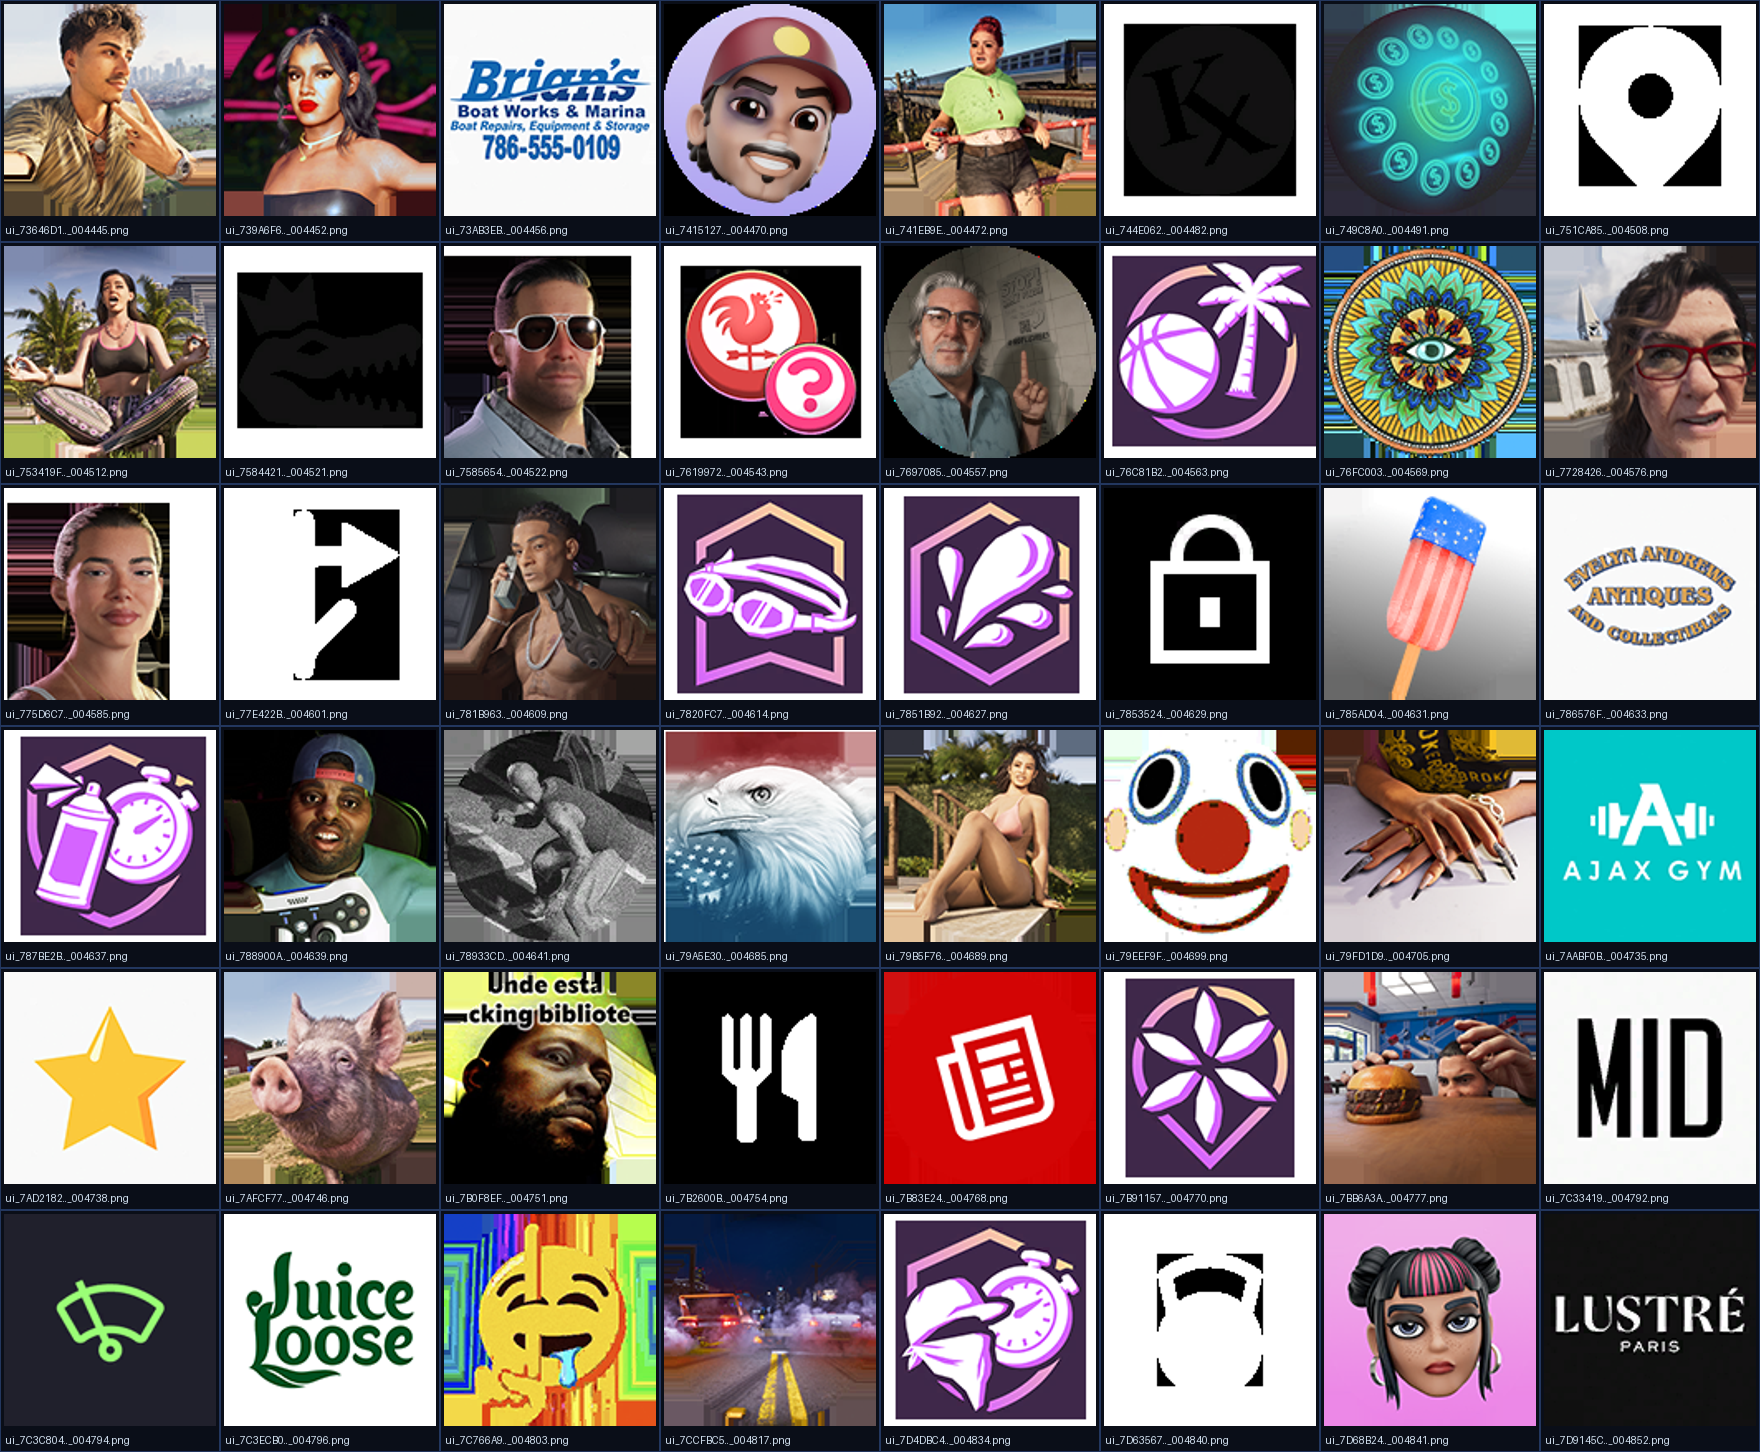 Brian's
Boat Works & Marina
Boat Repairs, Equipment & Storage
786-555-0109
Kx
ui_73646D1.._004445.png
ui_739A6F6.._004452.png
ui_73AB3EB.._004456.png
ui_7415127.._004470.png
ui_741EB9E.._004472.png
ui_744E062.._004482.png
ui_749C8A0.._004491.png
ui_751CA85.._004508.png
ui_753419F.._004512.png
ui_7584421.._004521.png
ui_7585654.._004522.png
ui_7619972.._004543.png
ui_7697085.._004557.png
ui_76C81B2.._004563.png
ui_76FC003.._004569.png
ui_7728426.._004576.png
EVELYN ANDREWS
ANTIQUES
AND COLLECTIBLES
ui_775D6C7.._004585.png
ui_77E422B.._004601.png
ui_781B963.._004609.png
ui_7820FC7.._004614.png
ui_7851B92.._004627.png
ui_7853524.._004629.png
ui_785AD04.._004631.png
ui_786576F.._004633.png
AJAX GYM
ui_787BE2B.._004637.png
ui_788900A.._004639.png
ui_78933CD.._004641.png
ui_79A5E30.._004685.png
ui_79B5F76.._004689.png
ui_79EEF9F.._004699.png
ui_79FD1D9.._004705.png
ui_7AABF0B.._004735.png
Unde esta l
cking bibliote
MID
ui_7AD2182.._004738.png
ui_7AFCF77.._004746.png
ui_7B0F8EF.._004751.png
ui_7B2600B.._004754.png
ui_7B83E24.._004768.png
ui_7B91157.._004770.png
ui_7BB6A3A.._004777.png
ui_7C33419.._004792.png
Juice
Loose
LUSTRÉ
PARIS
ui_7C3C804.._004794.png
ui_7C3ECB0.._004796.png
ui_7C766A9.._004803.png
ui_7CCFBC5.._004817.png
ui_7D4DBC4.._004834.png
ui_7D63567.._004840.png
ui_7D68B24.._004841.png
ui_7D9145C.._004852.png